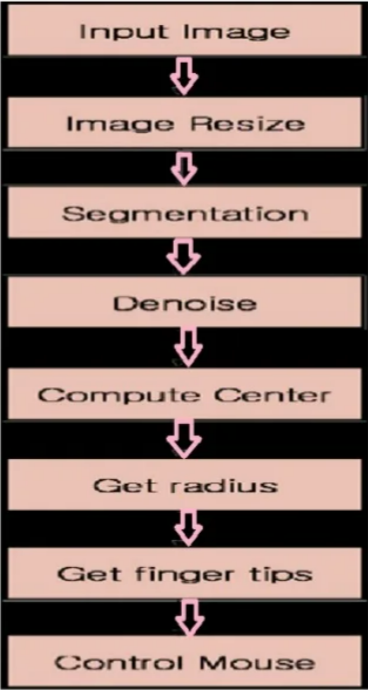 Input Image
Image Resize
Segmentation
Denoise
Compute Center
Get radius
Get finger tips
Control Mouse